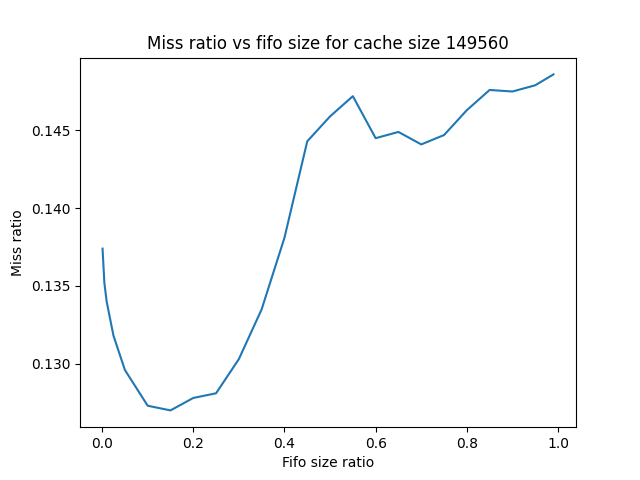 Miss ratio vs fifo size for cache size 149560
Miss ratio
0.145
0.140
0.135
0.130
0.0 0.2 0.4 0.6 0.8 1.0
Fifo size ratio